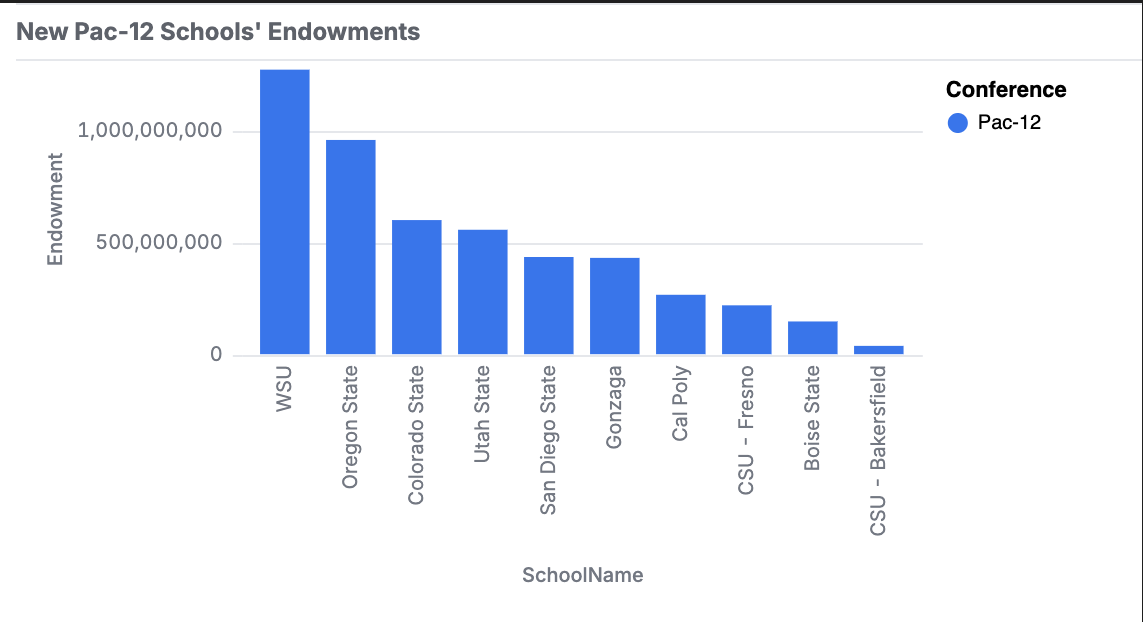 New Pac-12 Schools' Endowments
Conference
Pac-12
Endowment
1,000,000,000
500,000,000
0
WSU
Oregon State
Colorado State
Utah State
San Diego State
Gonzaga
Cal Poly
CSU - Fresno
Boise State
CSU - Bakersfield
SchoolName